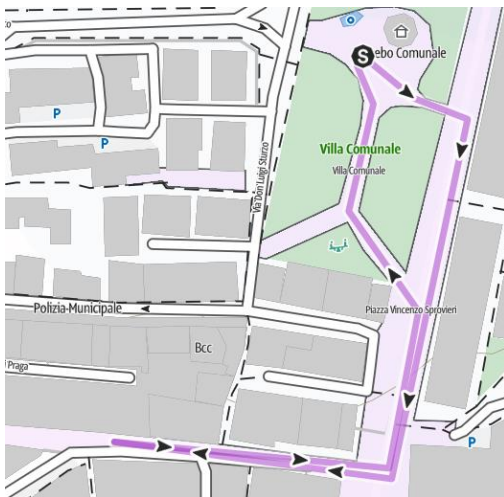 S
ebo Comunale
P
P
Villa Comunale
Villa Comunale
Via Don Luigi Sturzo
Polizia Municipale
Piazza Vincenzo Sprovieri
Bcc
Praga
P